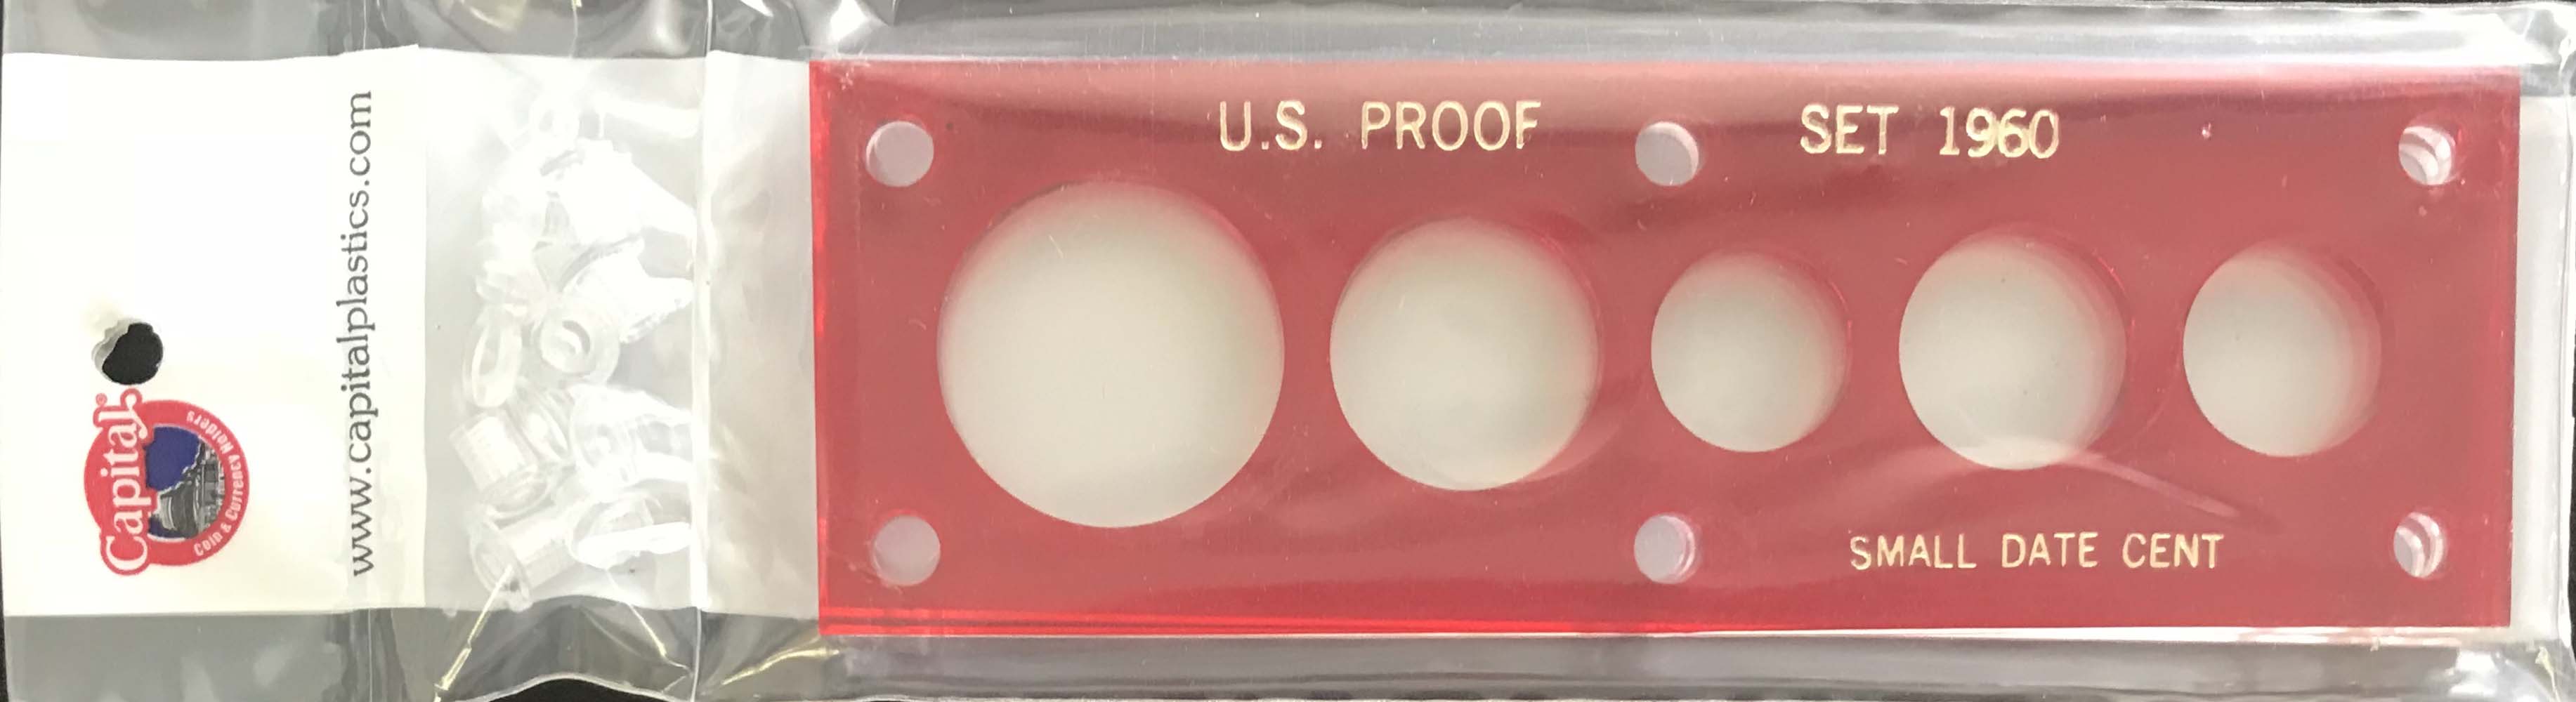 U.S. PROOF SET 1960
SMALL DATE CENT
Capital®
Coin & Currency Holders
www.capitalplastics.com